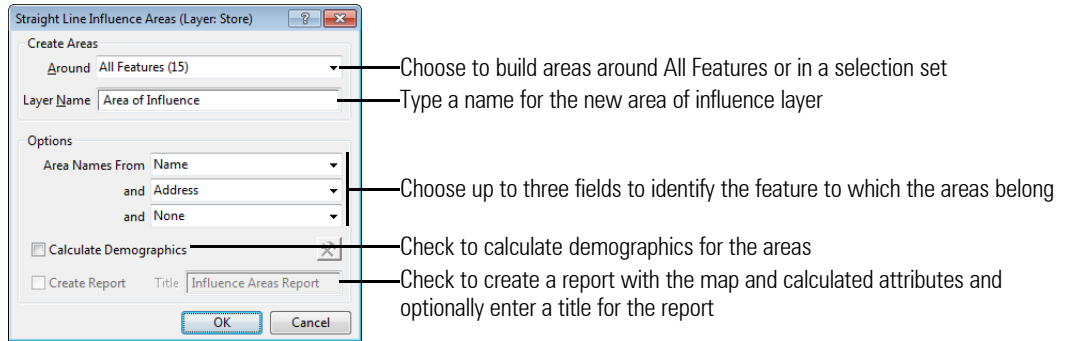 Straight Line Influence Areas (Layer: Store)
Create Areas
Around All Features (15)
Choose to build areas around All Features or in a selection set
Layer Name Area of Influence
Type a name for the new area of influence layer
Options
Area Names From Name
and Address
Choose up to three fields to identify the feature to which the areas belong
and None
Calculate Demographics
Check to calculate demographics for the areas
Create Report Title Influence Areas Report
Check to create a report with the map and calculated attributes and
optionally enter a title for the report
OK Cancel